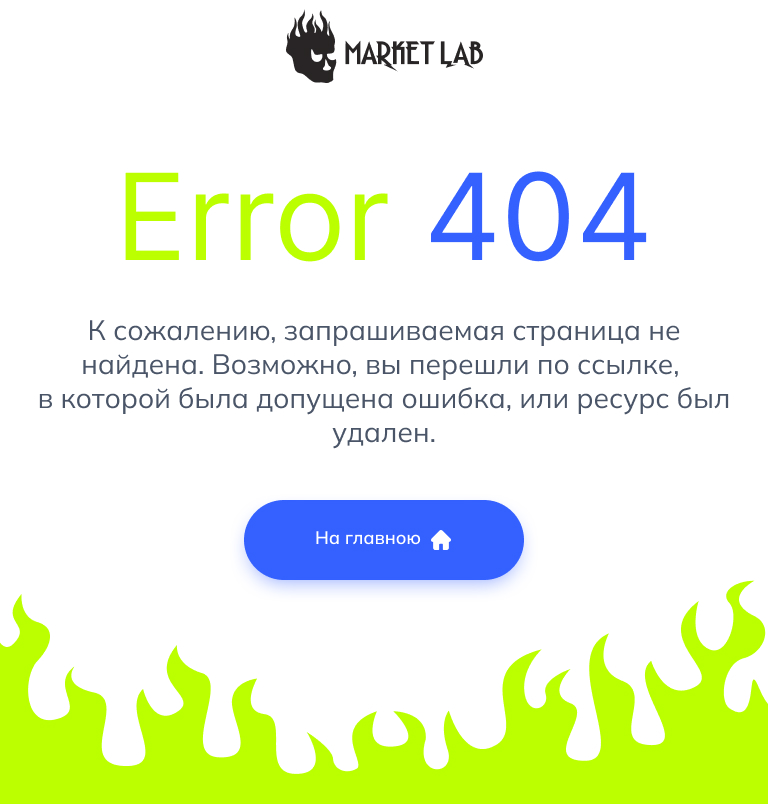 MARKET LAB
Error 404
К сожалению, запрашиваемая страница не
найдена. Возможно, вы перешли по ссылке,
в которой была допущена ошибка, или ресурс был
удален.
На главною